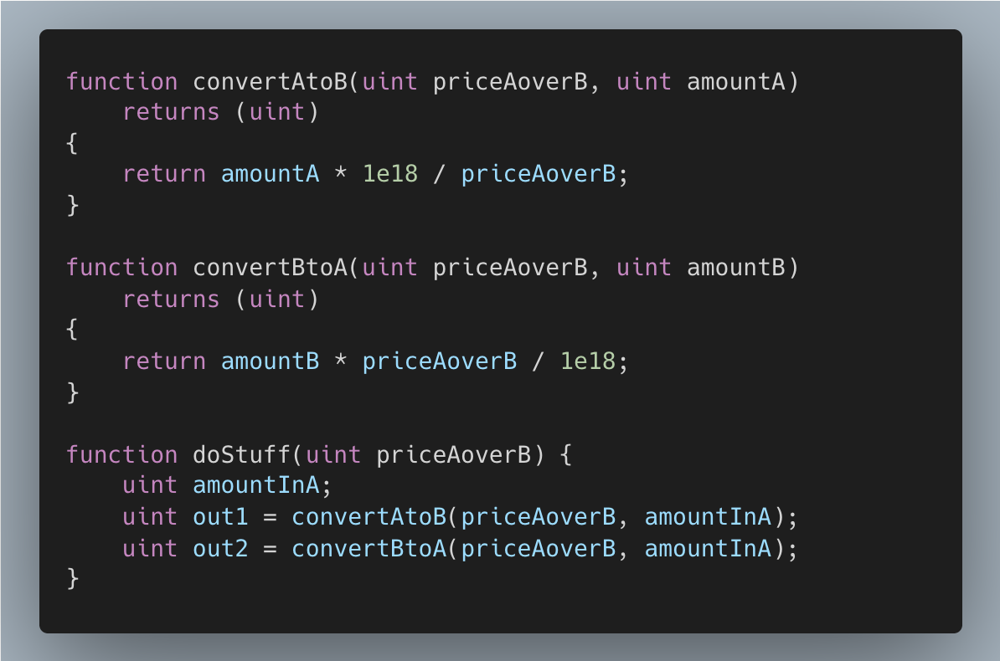 function convertAtoB(uint priceAoverB, uint amountA)
    returns (uint)
{
    return amountA * 1e18 / priceAoverB;
}

function convertBtoA(uint priceAoverB, uint amountB)
    returns (uint)
{
    return amountB * priceAoverB / 1e18;
}

function doStuff(uint priceAoverB) {
    uint amountInA;
    uint out1 = convertAtoB(priceAoverB, amountInA);
    uint out2 = convertBtoA(priceAoverB, amountInA);
}